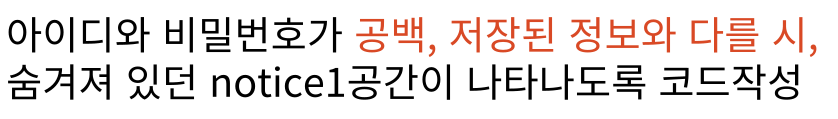 아이디와 비밀번호가 공백, 저장된 정보와 다를 시,
숨겨져 있던 notice1공간이 나타나도록 코드작성